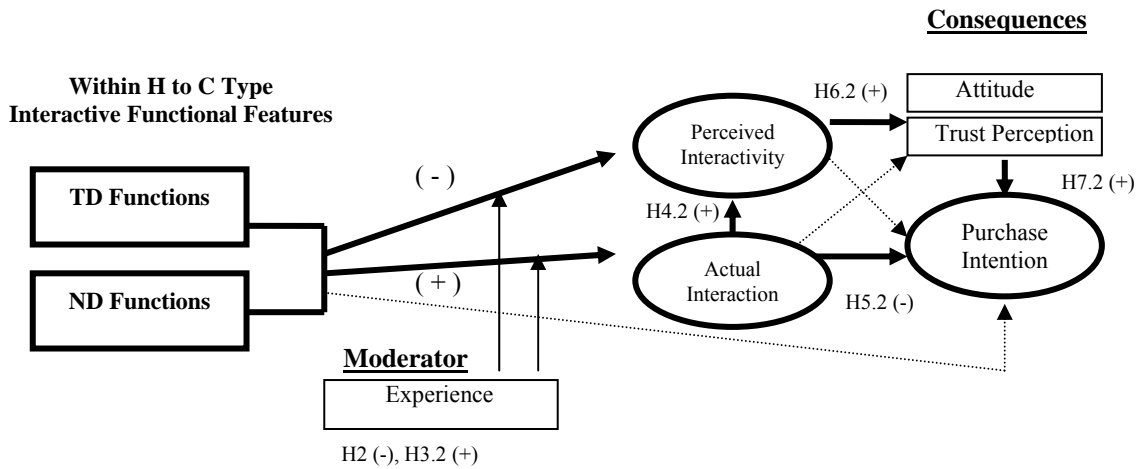 Consequences
Within H to C Type
Interactive Functional Features
TD Functions
ND Functions
( - )
( + )
Moderator
Experience
H2 (-), H3.2 (+)
Perceived
Interactivity
H4.2 (+)
Actual
Interaction
H6.2 (+)
Attitude
Trust Perception
H7.2 (+)
Purchase
Intention
H5.2 (-)